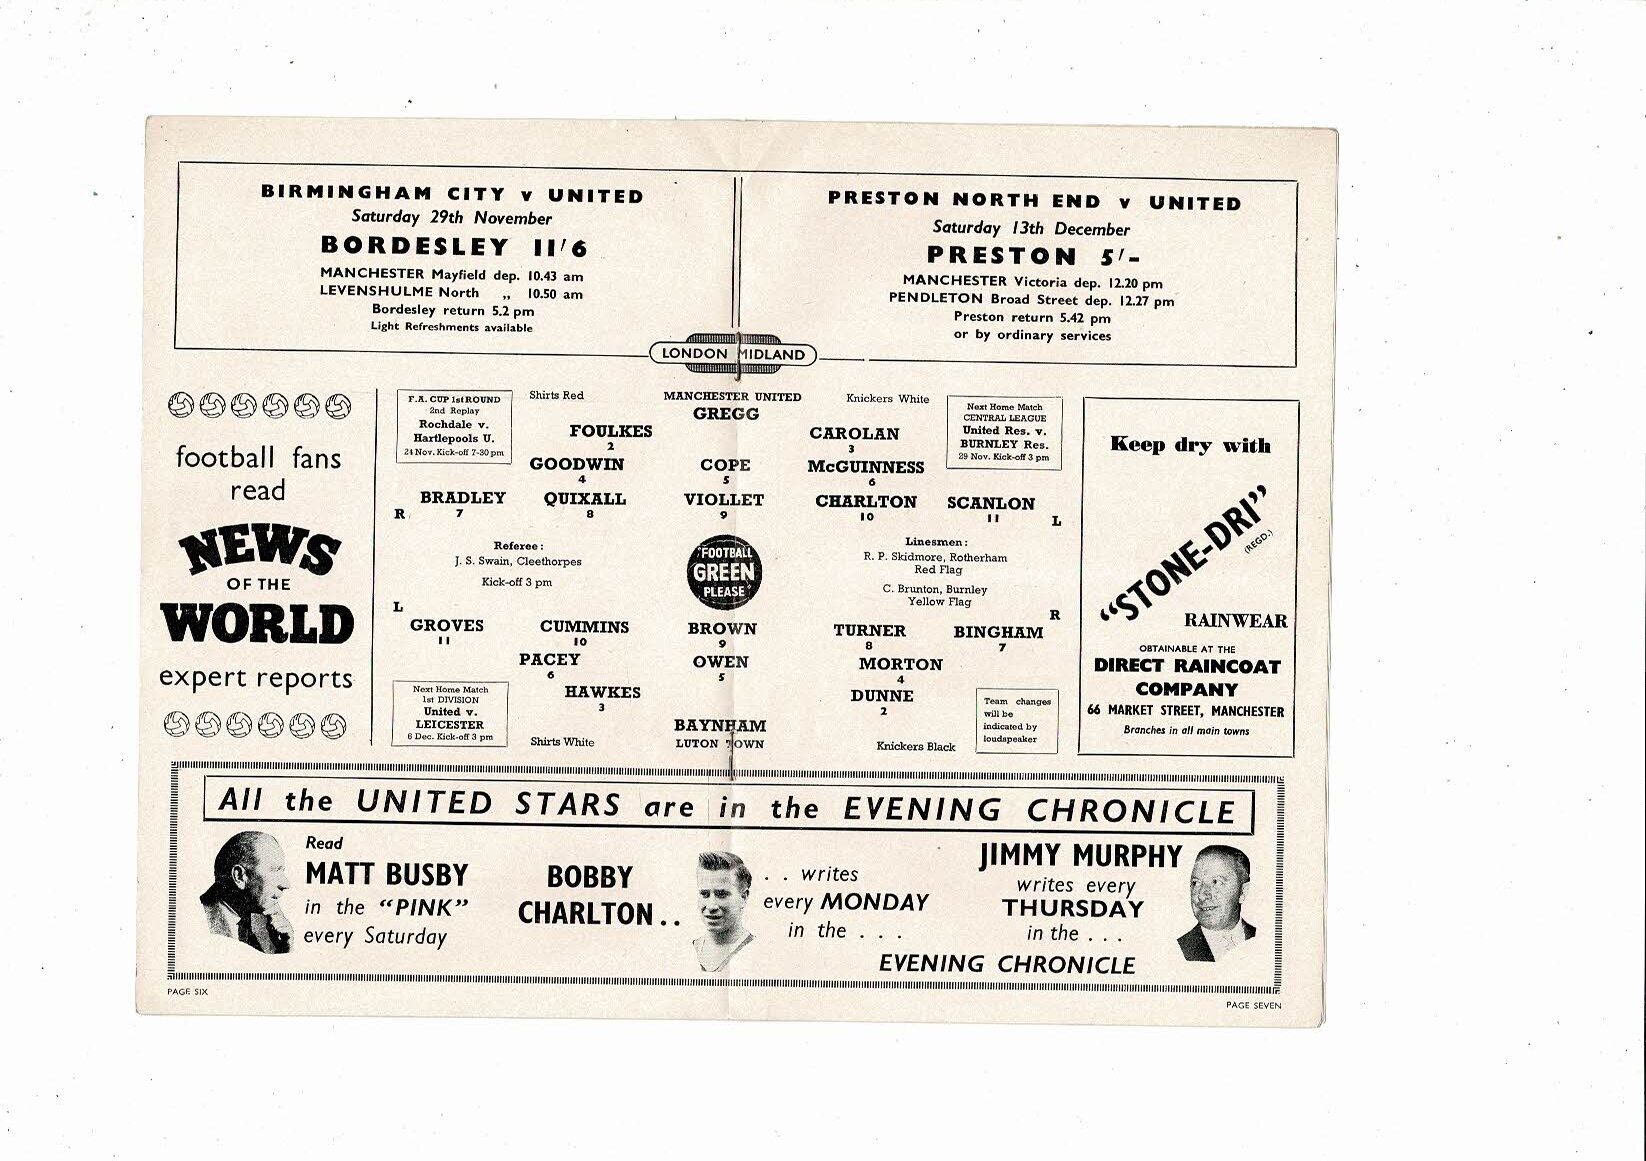 BIRMINGHAM CITY v UNITED
Saturday 29th November
BORDESLEY 11/6
MANCHESTER Mayfield dep. 10.43 am
LEVENSHULME North ,, 10.50 am
Bordesley return 5.2 pm
Light Refreshments available
PRESTON NORTH END v UNITED
Saturday 13th December
PRESTON 5/-
MANCHESTER Victoria dep. 12.20 pm
PENDLETON Broad Street dep. 12.27 pm
Preston return 5.42 pm
or by ordinary services
LONDON MIDLAND
football fans
read
NEWS
OF THE
WORLD
expert reports
F.A. CUP 1st ROUND
2nd Replay
Rochdale v.
Hartlepools U.
24 Nov. Kick-off 7-30 pm
Shirts Red
MANCHESTER UNITED
Knickers White
Next Home Match
CENTRAL LEAGUE
United Res. v.
BURNLEY Res.
29 Nov. Kick-off 3 pm
GREGG
FOULKES CAROLAN
2 3
GOODWIN COPE McGUINNESS
4 5 6
BRADLEY QUIXALL VIOLLET CHARLTON SCANLON
R 7 8 9 10 11 L
Referee :
J. S. Swain, Cleethorpes
Kick-off 3 pm
FOOTBALL
GREEN
PLEASE
Linesmen :
R. P. Skidmore, Rotherham
Red Flag
C. Brunton, Burnley
Yellow Flag
L R
GROVES CUMMINS BROWN TURNER BINGHAM
11 10 9 8 7
PACEY OWEN MORTON
6 5 4
HAWKES DUNNE
3 2
BAYNHAM
LUTON TOWN
Next Home Match
1st DIVISION
United v.
LEICESTER
6 Dec. Kick-off 3 pm
Shirts White
Knickers Black
Team changes
will be
indicated by
loudspeaker
Keep dry with
"STONE-DRI"
(REGD.)
RAINWEAR
OBTAINABLE AT THE
DIRECT RAINCOAT
COMPANY
66 MARKET STREET, MANCHESTER
Branches in all main towns
All the UNITED STARS are in the EVENING CHRONICLE
Read
MATT BUSBY
in the "PINK"
every Saturday
BOBBY
CHARLTON . .
. . writes
every MONDAY
in the . . .
JIMMY MURPHY
writes every
THURSDAY
in the . . .
EVENING CHRONICLE
PAGE SIX
PAGE SEVEN